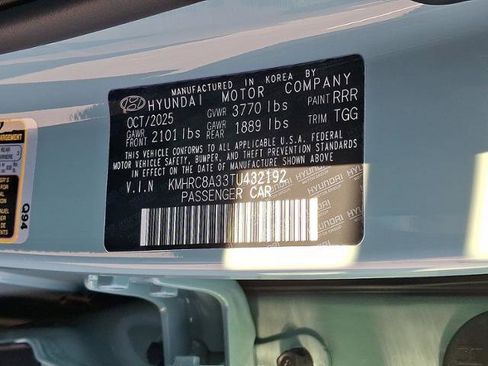 MANUFACTURED IN KOREA BY
HYUNDAI MOTOR COMPANY
OCT/2025 GVWR 3770 lbs PAINT RRR
GAWR FRONT 2101 lbs GAWR REAR 1889 lbs TRIM TGG
THIS VEHICLE CONFORMS TO ALL APPLICABLE U.S.A. FEDERAL
MOTOR VEHICLE SAFETY, BUMPER, AND THEFT PREVENTION STANDARDS
IN EFFECT ON THE DATE OF MANUFACTURE SHOWN ABOVE.
V.I.N KMHRC8A33TU432192
PASSENGER CAR
HYUNDAI
Q94